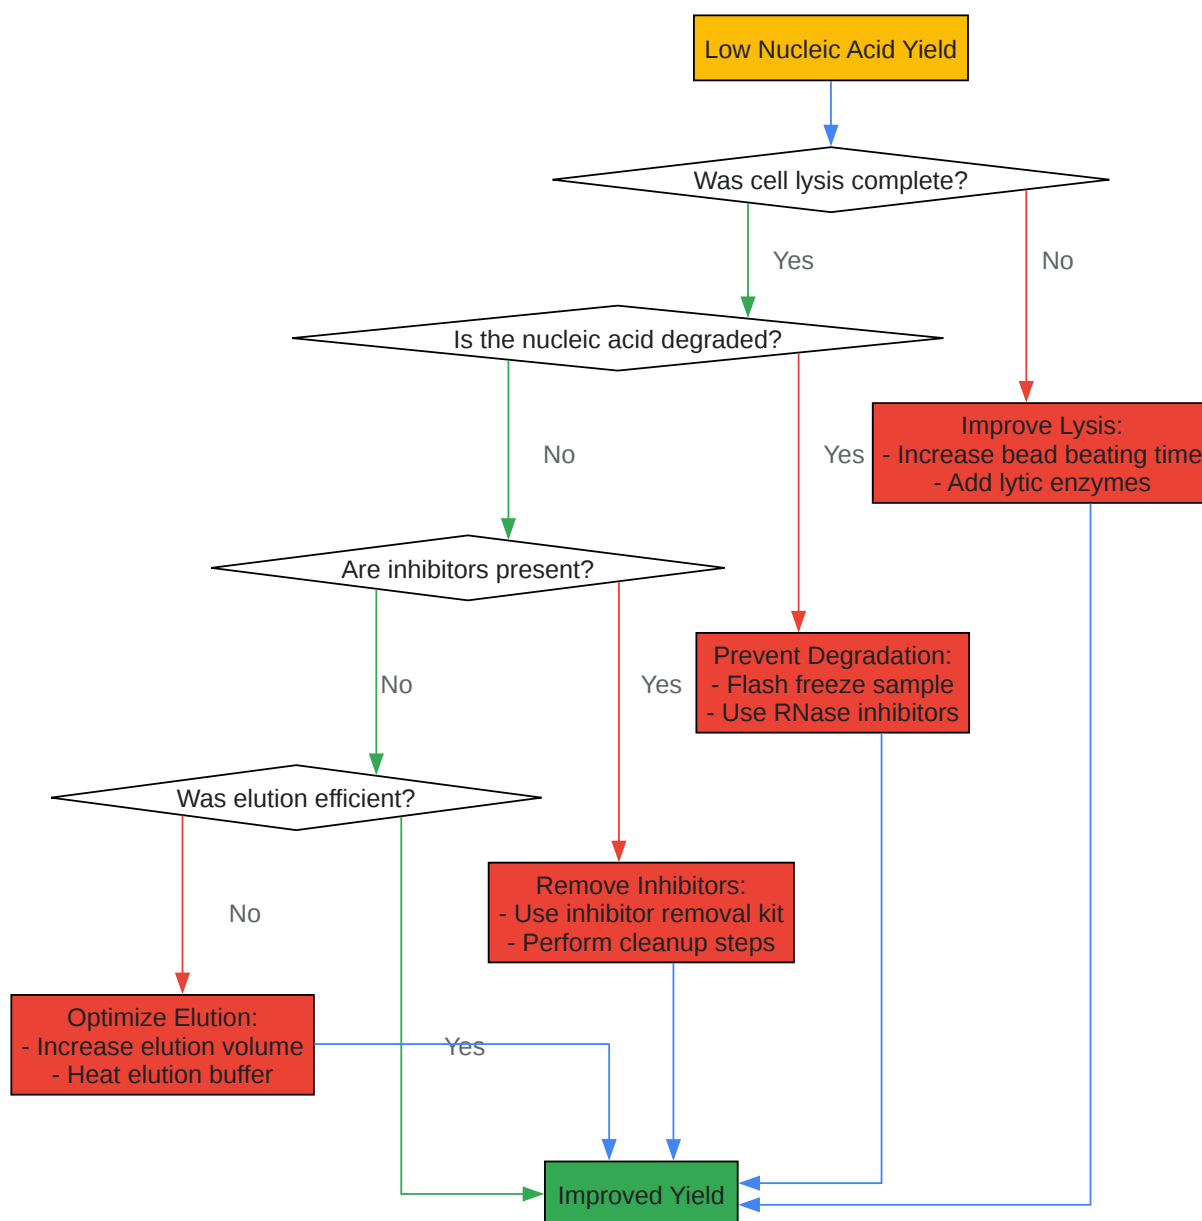 Low Nucleic Acid Yield
Was cell lysis complete?
Yes
No
Is the nucleic acid degraded?
No
Yes
Improve Lysis:
- Increase bead beating time
- Add lytic enzymes
Are inhibitors present?
No
Yes
Prevent Degradation:
- Flash freeze sample
- Use RNase inhibitors
Was elution efficient?
No
Yes
Remove Inhibitors:
- Use inhibitor removal kit
- Perform cleanup steps
Optimize Elution:
- Increase elution volume
- Heat elution buffer
Improved Yield